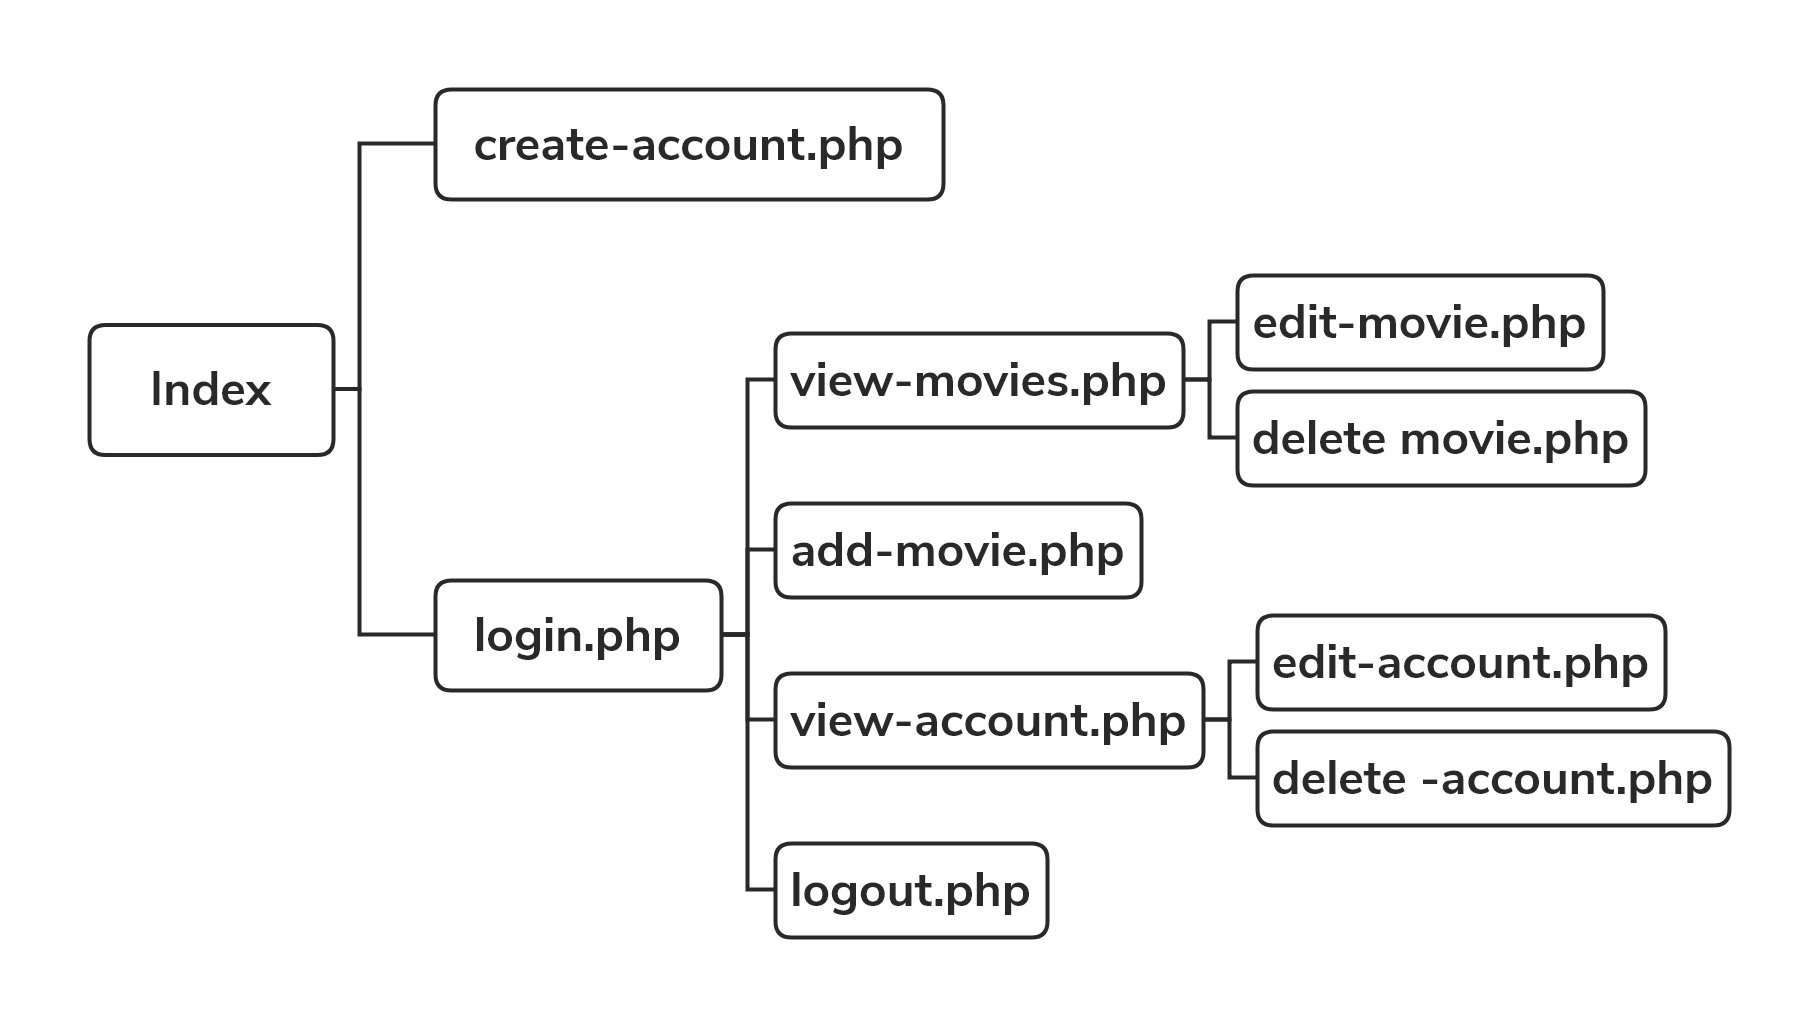 Index
create-account.php
login.php
view-movies.php
edit-movie.php
delete movie.php
add-movie.php
view-account.php
edit-account.php
delete -account.php
logout.php